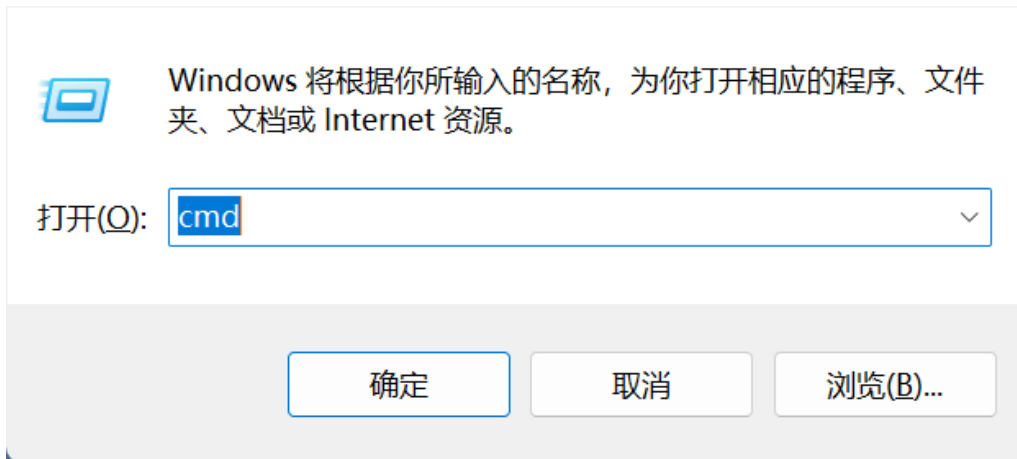 Windows 将根据你所输入的名称，为你打开相应的程序、文件
夹、文档或 Internet 资源。
打开(O): cmd
确定 取消 浏览(B)...